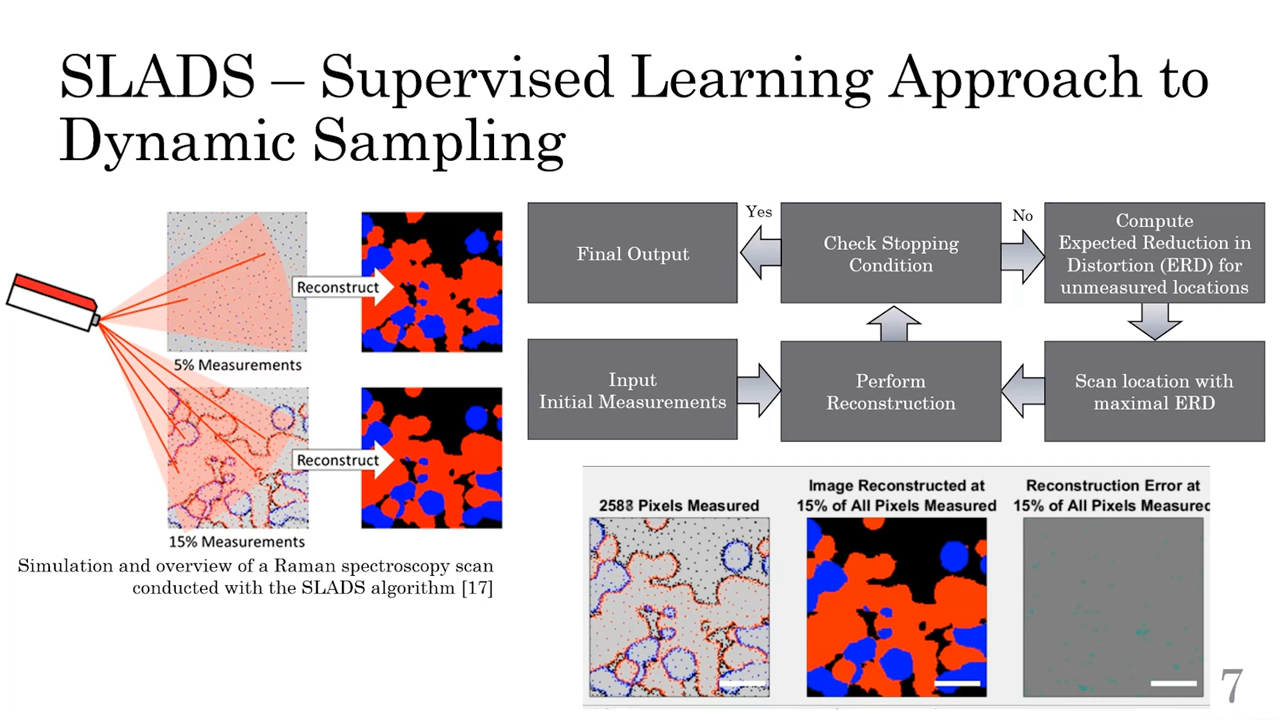 SLADS – Supervised Learning Approach to
Dynamic Sampling
Reconstruct
5% Measurements
Reconstruct
15% Measurements
Simulation and overview of a Raman spectroscopy scan
conducted with the SLADS algorithm [17]
Final Output
Yes
Check Stopping
Condition
No
Compute
Expected Reduction in
Distortion (ERD) for
unmeasured locations
Input
Initial Measurements
Perform
Reconstruction
Scan location with
maximal ERD
Pixels Measured
Image Reconstructed at
15% of All Pixels Measured
Reconstruction Error at
15% of All Pixels Measured
7